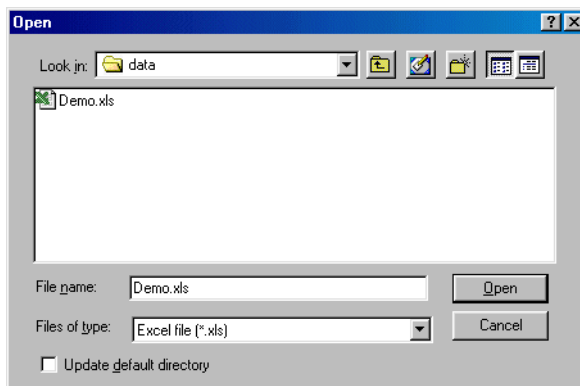 Open
Look in: data
Demo.xls
File name: Demo.xls
Open
Files of type: Excel file (*.xls)
Cancel
Update default directory